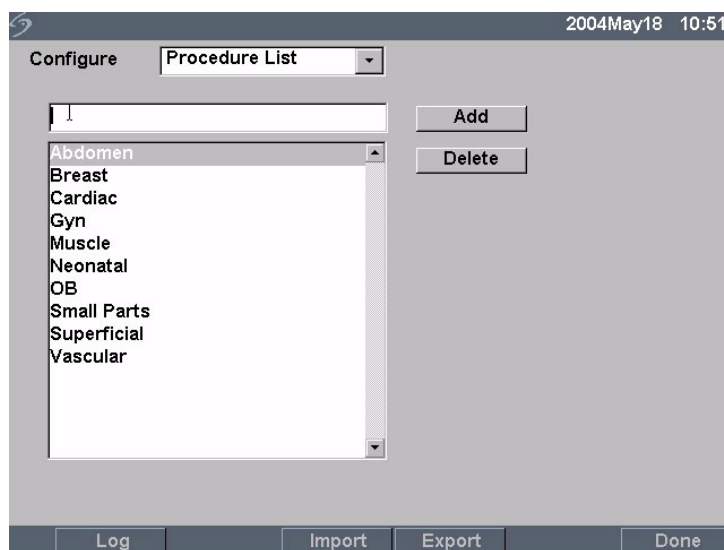 2004May18 10:51
Configure Procedure List
Add
Abdomen
Delete
Breast
Cardiac
Gyn
Muscle
Neonatal
OB
Small Parts
Superficial
Vascular
Log Import Export Done